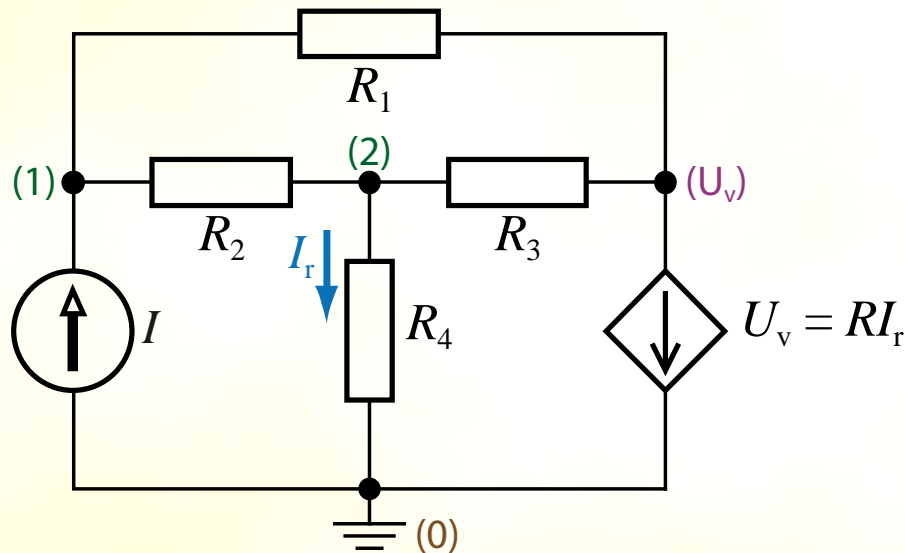 R₁
(1)
(2)
(Uᵥ)
R₂
R₃
Iᵣ
I
R₄
Uᵥ = RIᵣ
(0)